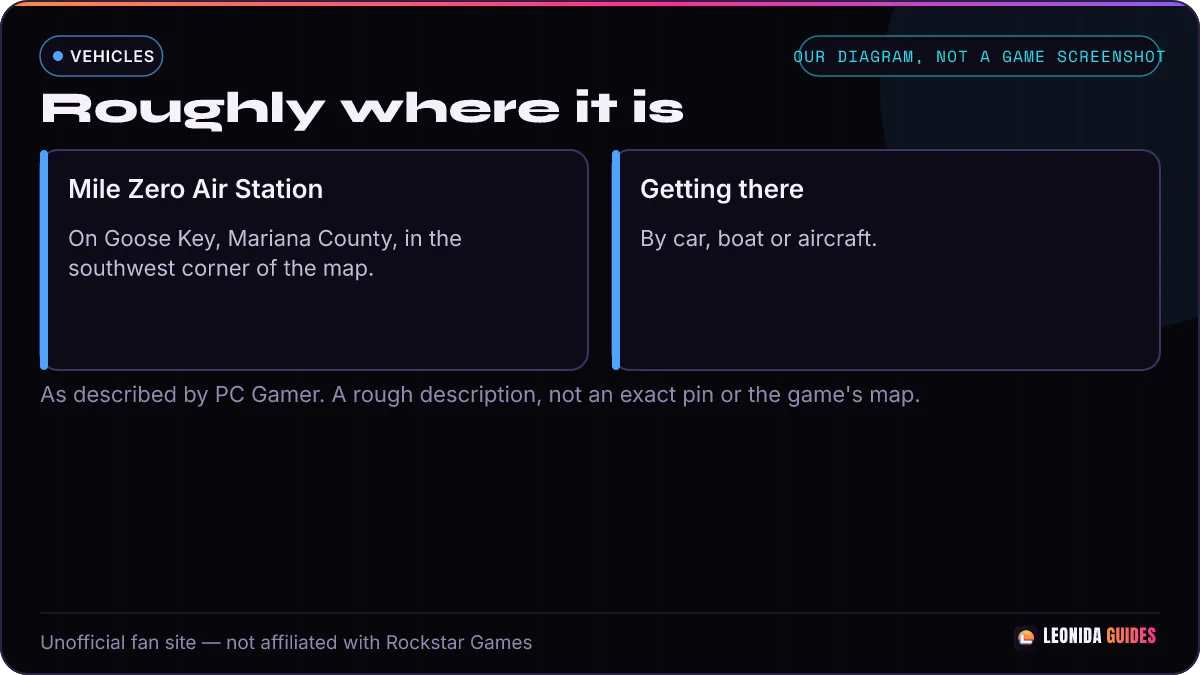 VEHICLES
OUR DIAGRAM, NOT A GAME SCREENSHOT
Roughly where it is
Mile Zero Air Station
On Goose Key, Mariana County, in the
southwest corner of the map.
Getting there
By car, boat or aircraft.
As described by PC Gamer. A rough description, not an exact pin or the game's map.
Unofficial fan site — not affiliated with Rockstar Games
LEONIDA GUIDES